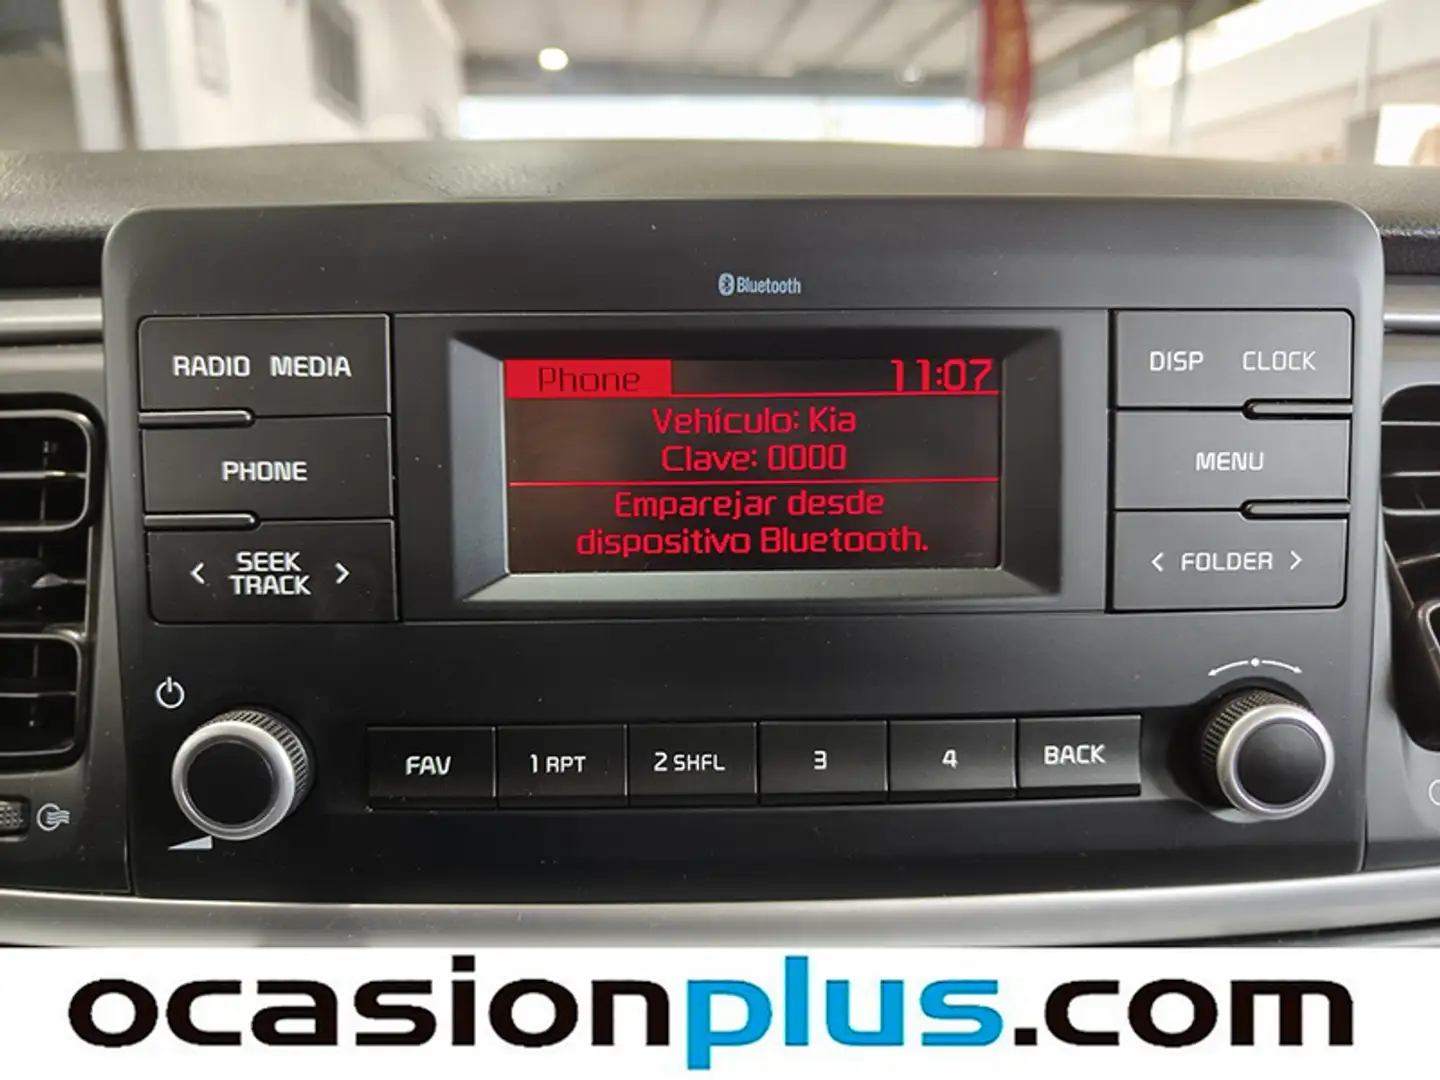 Bluetooth
RADIO MEDIA
PHONE
< SEEK >
TRACK
Phone 11:07
Vehículo: Kia
Clave: 0000
Emparejar desde
dispositivo Bluetooth.
DISP CLOCK
MENU
< FOLDER >
FAV 1 RPT 2 SHFL 3 4 BACK
ocasionplus.com